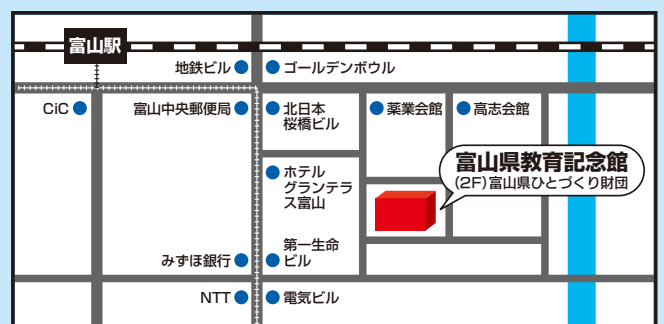 富山駅
地鉄ビル
ゴールデンボウル
CiC
富山中央郵便局
北日本
桜橋ビル
薬業会館
高志会館
富山県教育記念館
(2F)富山県ひとづくり財団
ホテル
グランテラ
ス富山
みずほ銀行
第一生命
ビル
NTT
電気ビル